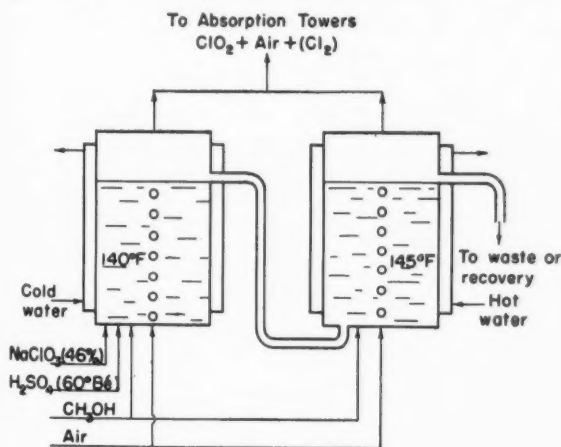 To Absorption Towers
ClO₂ + Air + (Cl₂)
140°F
145°F
Cold
water
To waste or
recovery
Hot
water
NaClO₃(46%)
H₂SO₄(60°Bé)
CH₃OH
Air